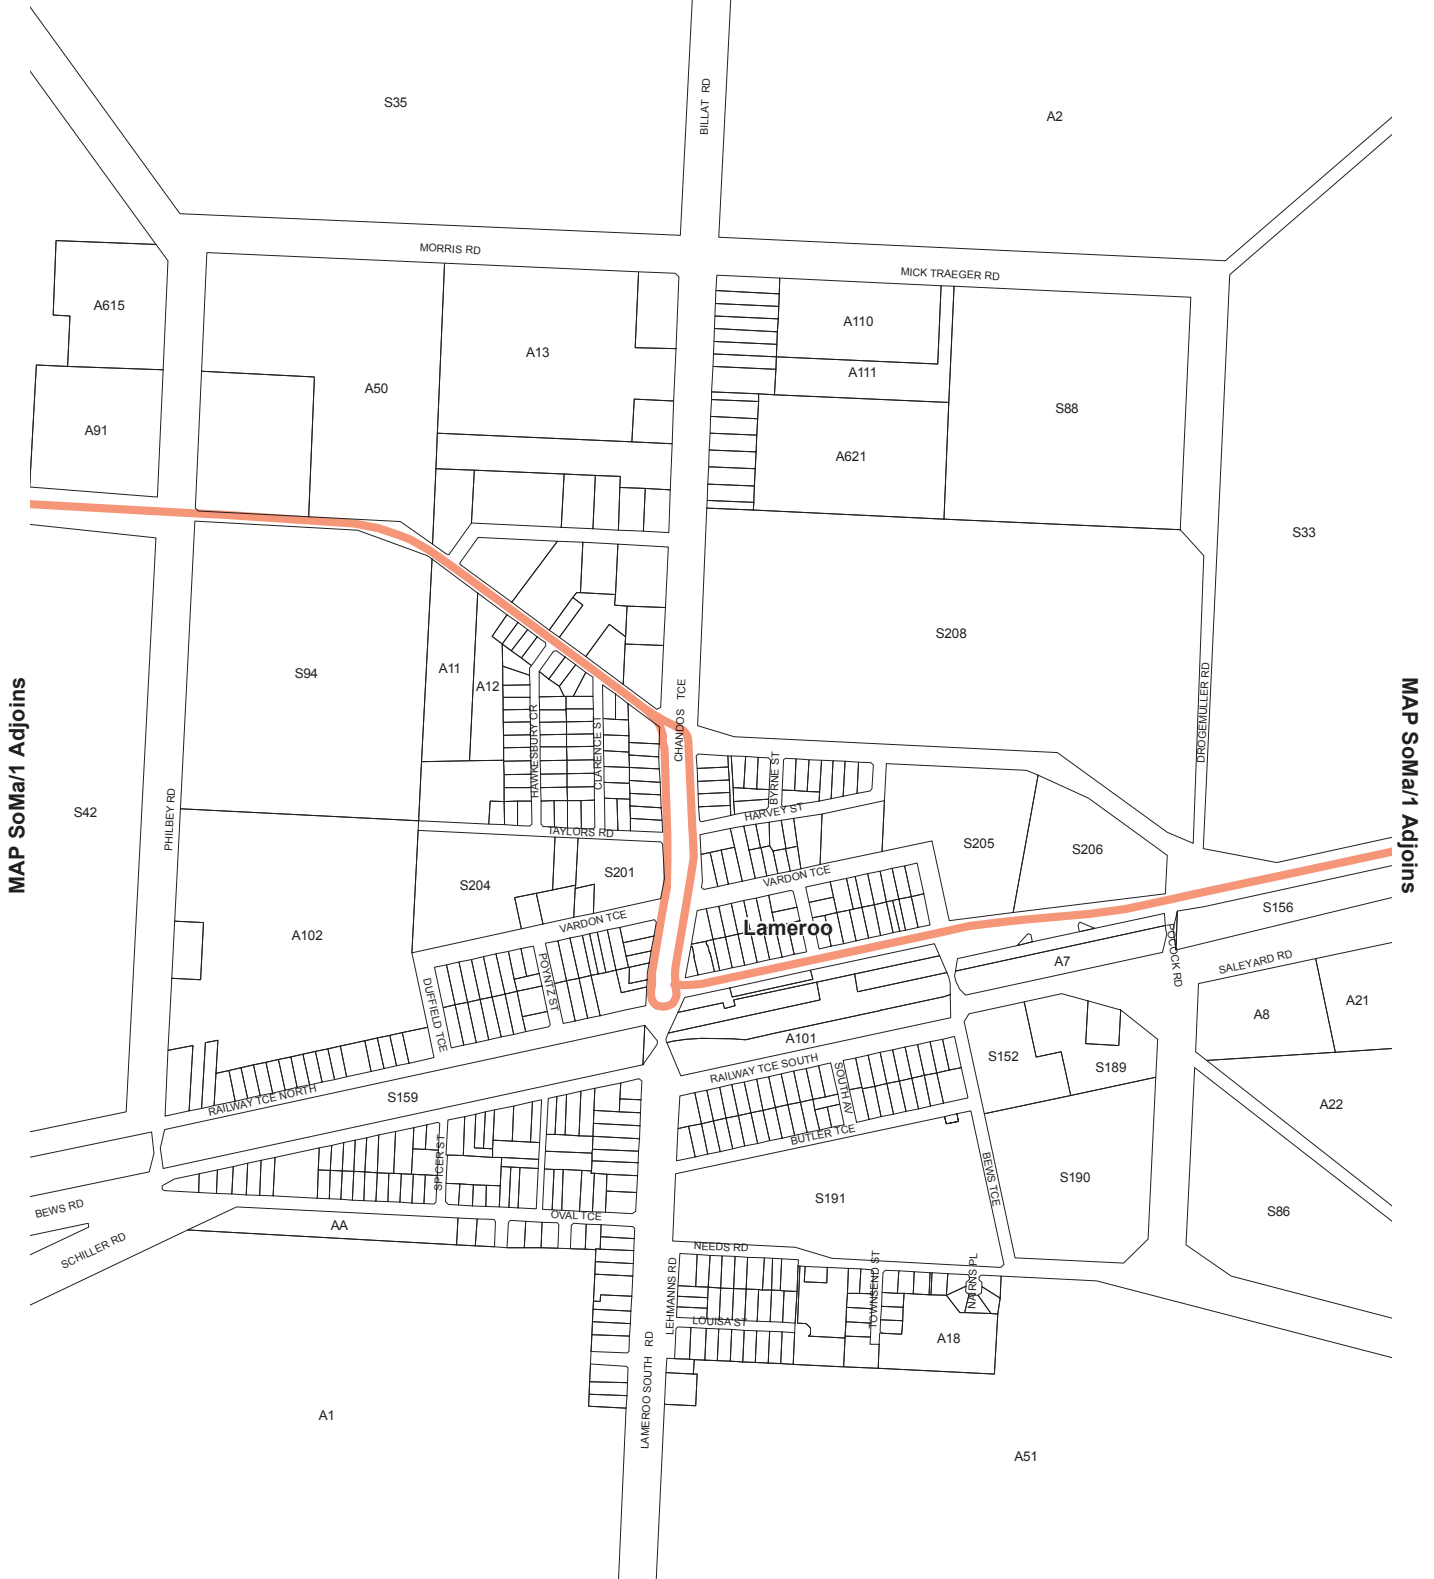 S35
BILLAT RD
A2
MORRIS RD
MICK TRAEGER RD
A615
A110
A13
A111
A50
S88
A91
A621
S33
S208
S94
A11
A12
DROGEMULLER RD
MAP SoMa/1 Adjoins
MAP SoMa/1 Adjoins
CHANDOS TCE
HAWKESBURY CR
CLARENCE ST
BYRNE ST
HARVEY ST
S42
PHILBEY RD
TAYLORS RD
S205
S206
S204
S201
VARDON TCE
VARDON TCE
S156
Lameroo
A102
POYNTZ ST
DUFFIELD TCE
A7
POCOCK RD
SALEYARD RD
A21
A8
A101
S152
S189
RAILWAY TCE SOUTH
SOUTH AV
RAILWAY TCE NORTH
S159
A22
BUTLER TCE
SPICER ST
BEWS TCE
S190
S191
BEWS RD
S86
AA
OVAL TCE
SCHILLER RD
NEEDS RD
LEHMANNS RD
TOWNSEND ST
NAIRNS PL
LOUISA ST
A18
LAMEROO SOUTH RD
A1
A51